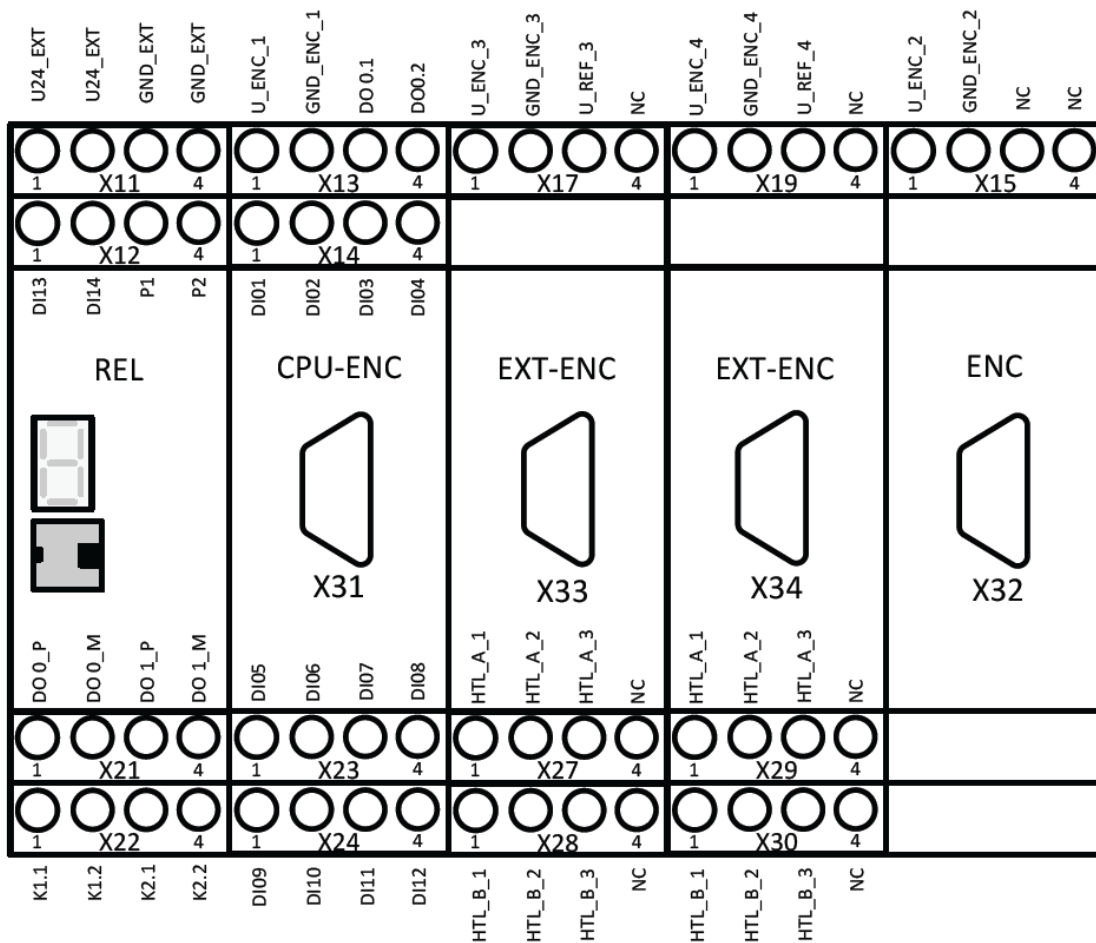 U24_EXT U24_EXT GND_EXT GND_EXT U_ENC_1 GND_ENC_1 DO0.1 DO0.2 U_ENC_3 GND_ENC_3 U_REF_3 NC U_ENC_4 GND_ENC_4 U_REF_4 NC U_ENC_2 GND_ENC_2 NC NC
1 X11 4 1 X13 4 1 X17 4 1 X19 4 1 X15 4
1 X12 4 1 X14 4
DI13 DI14 P1 P2 DI01 DI02 DI03 DI04
REL CPU-ENC EXT-ENC EXT-ENC ENC
X31 X33 X34 X32
DO 0_P DO 0_M DO 1_P DO 1_M DI05 DI06 DI07 DI08 HTL_A_1 HTL_A_2 HTL_A_3 NC HTL_A_1 HTL_A_2 HTL_A_3 NC
1 X21 4 1 X23 4 1 X27 4 1 X29 4
1 X22 4 1 X24 4 1 X28 4 1 X30 4
K1.1 K1.2 K2.1 K2.2 DI09 DI10 DI11 DI12 HTL_B_1 HTL_B_2 HTL_B_3 NC HTL_B_1 HTL_B_2 HTL_B_3 NC